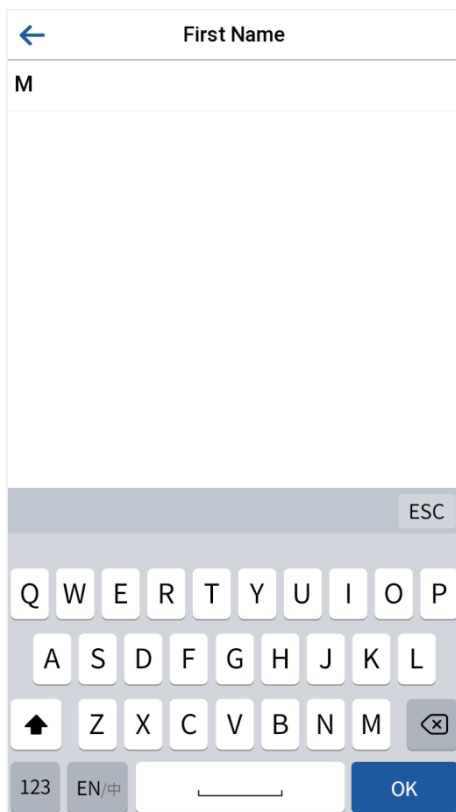 First Name
M
ESC
Q W E R T Y U I O P
A S D F G H J K L
Z X C V B N M
123 EN/中 OK